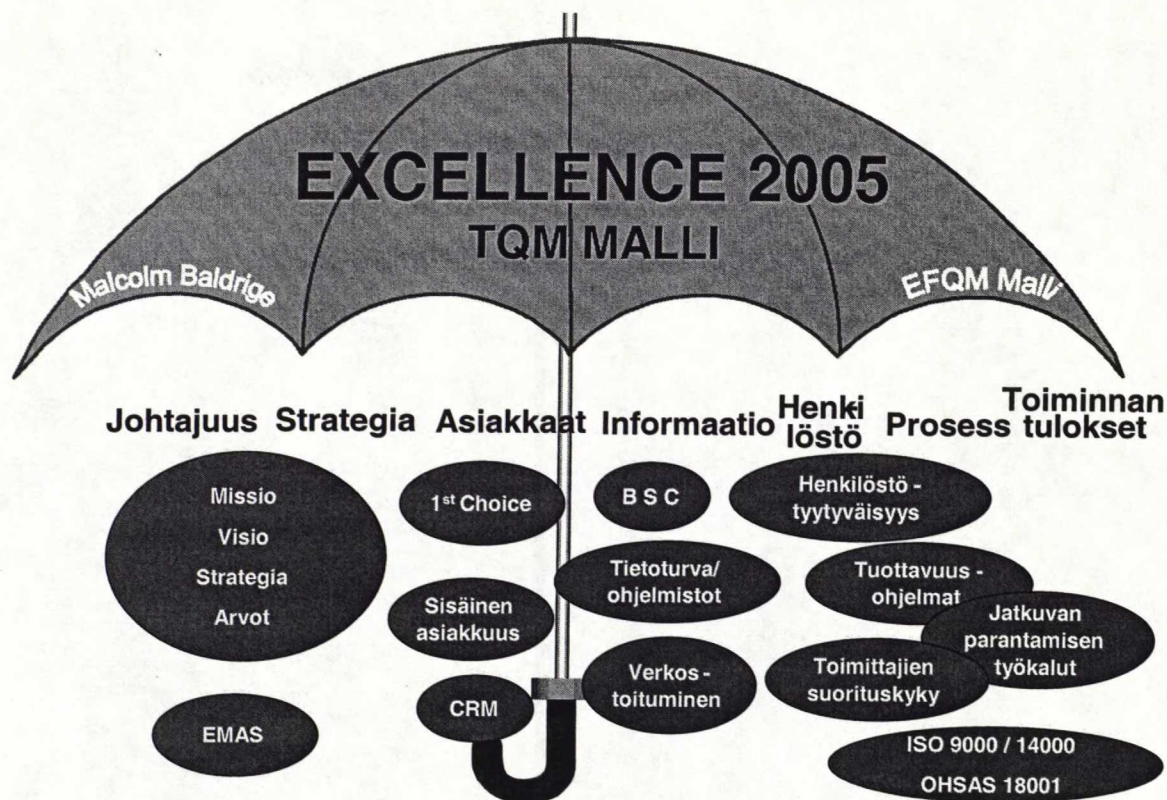 EXCELLENCE 2005
TQM MALLI
Malcolm Baldrige
EFQM Malli
Johtajuus
Strategia
Asiakkaat
Informaatio
Henki
löstö
Prosess
Toiminnan
tulokset
Missio
Visio
Strategia
Arvot
EMAS
1st Choice
Sisäinen
asiakkuus
CRM
B S C
Tietoturva/
ohjelmistot
Verkos -
toituminen
Henkilöstö -
tyytyväisyys
Tuottavuus -
ohjelmat
Jatkuvan
parantamisen
työkalut
Toimittajien
suorituskyky
ISO 9000 / 14000
OHSAS 18001